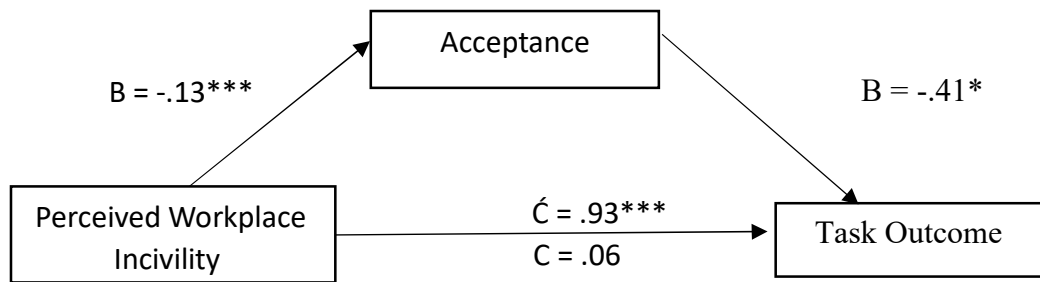 Acceptance
B = -.13***
B = -.41*
Perceived Workplace
Incivility
Ć = .93***
C = .06
Task Outcome